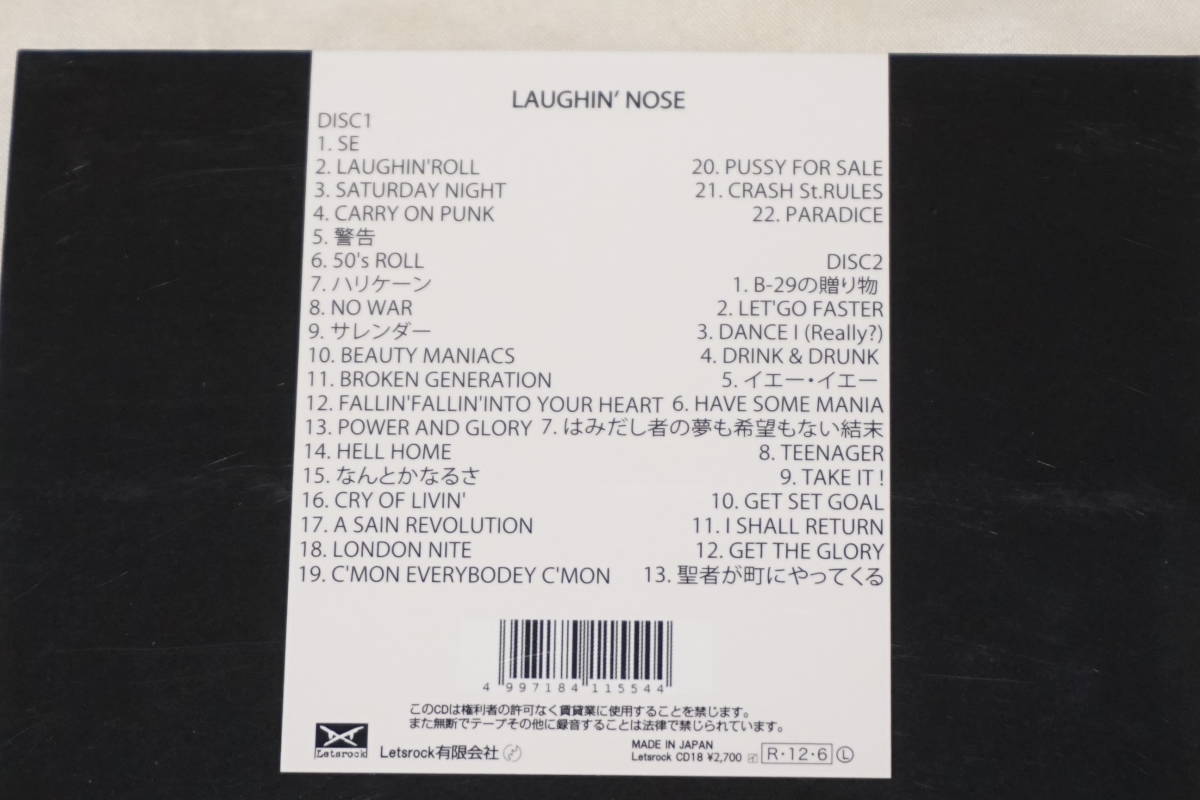 LAUGHIN' NOSE
DISC1
1. SE
2. LAUGHIN'ROLL
3. SATURDAY NIGHT
4. CARRY ON PUNK
5. 警告
6. 50's ROLL
7. ハリケーン
8. NO WAR
9. サレンダー
10. BEAUTY MANIACS
11. BROKEN GENERATION
12. FALLIN'FALLIN'INTO YOUR HEART
13. POWER AND GLORY
14. HELL HOME
15. なんとかなるさ
16. CRY OF LIVIN'
17. A SAIN REVOLUTION
18. LONDON NITE
19. C'MON EVERYBODEY C'MON
20. PUSSY FOR SALE
21. CRASH St.RULES
22. PARADICE
DISC2
1. B-29の贈り物
2. LET'GO FASTER
3. DANCE I (Really?)
4. DRINK & DRUNK
5. イエー・イエー
6. HAVE SOME MANIA
7. はみだし者の夢も希望もない結末
8. TEENAGER
9. TAKE IT !
10. GET SET GOAL
11. I SHALL RETURN
12. GET THE GLORY
13. 聖者が町にやってくる
4 997184 115544
このCDは権利者の許可なく賃貸業に使用することを禁じます。
また無断でテープその他に録音することは法律で禁じられています。
Letsrock
Letsrock有限会社
MADE IN JAPAN
Letsrock CD18 ¥2,700
R・12・6 Ⓛ